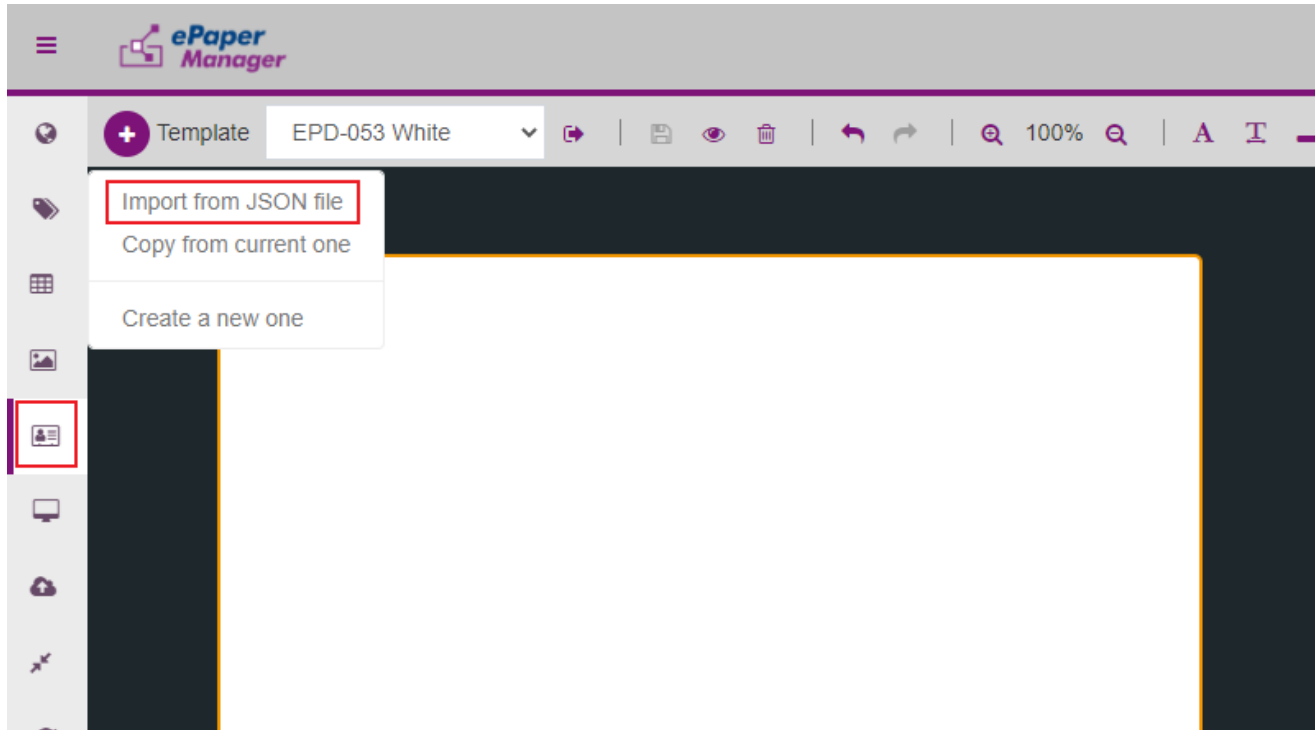 ePaper
Manager
Template EPD-053 White 100% A T
Import from JSON file
Copy from current one
Create a new one